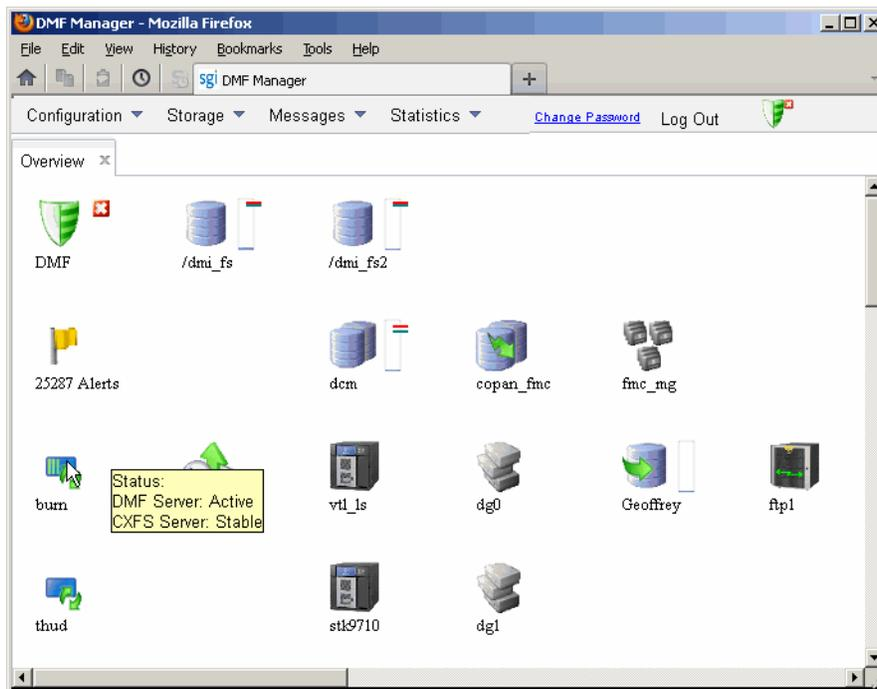 DMF Manager - Mozilla Firefox
File Edit View History Bookmarks Tools Help
sgi DMF Manager
Configuration Storage Messages Statistics Change Password Log Out
Overview
DMF /dmi_fs /dmi_fs2
25287 Alerts dcm copan_fmc fmc_mg
Status:
DMF Server: Active
CXFS Server: Stable
burn vtl_ls dg0 Geoffrey ftp1
thud stk9710 dg1